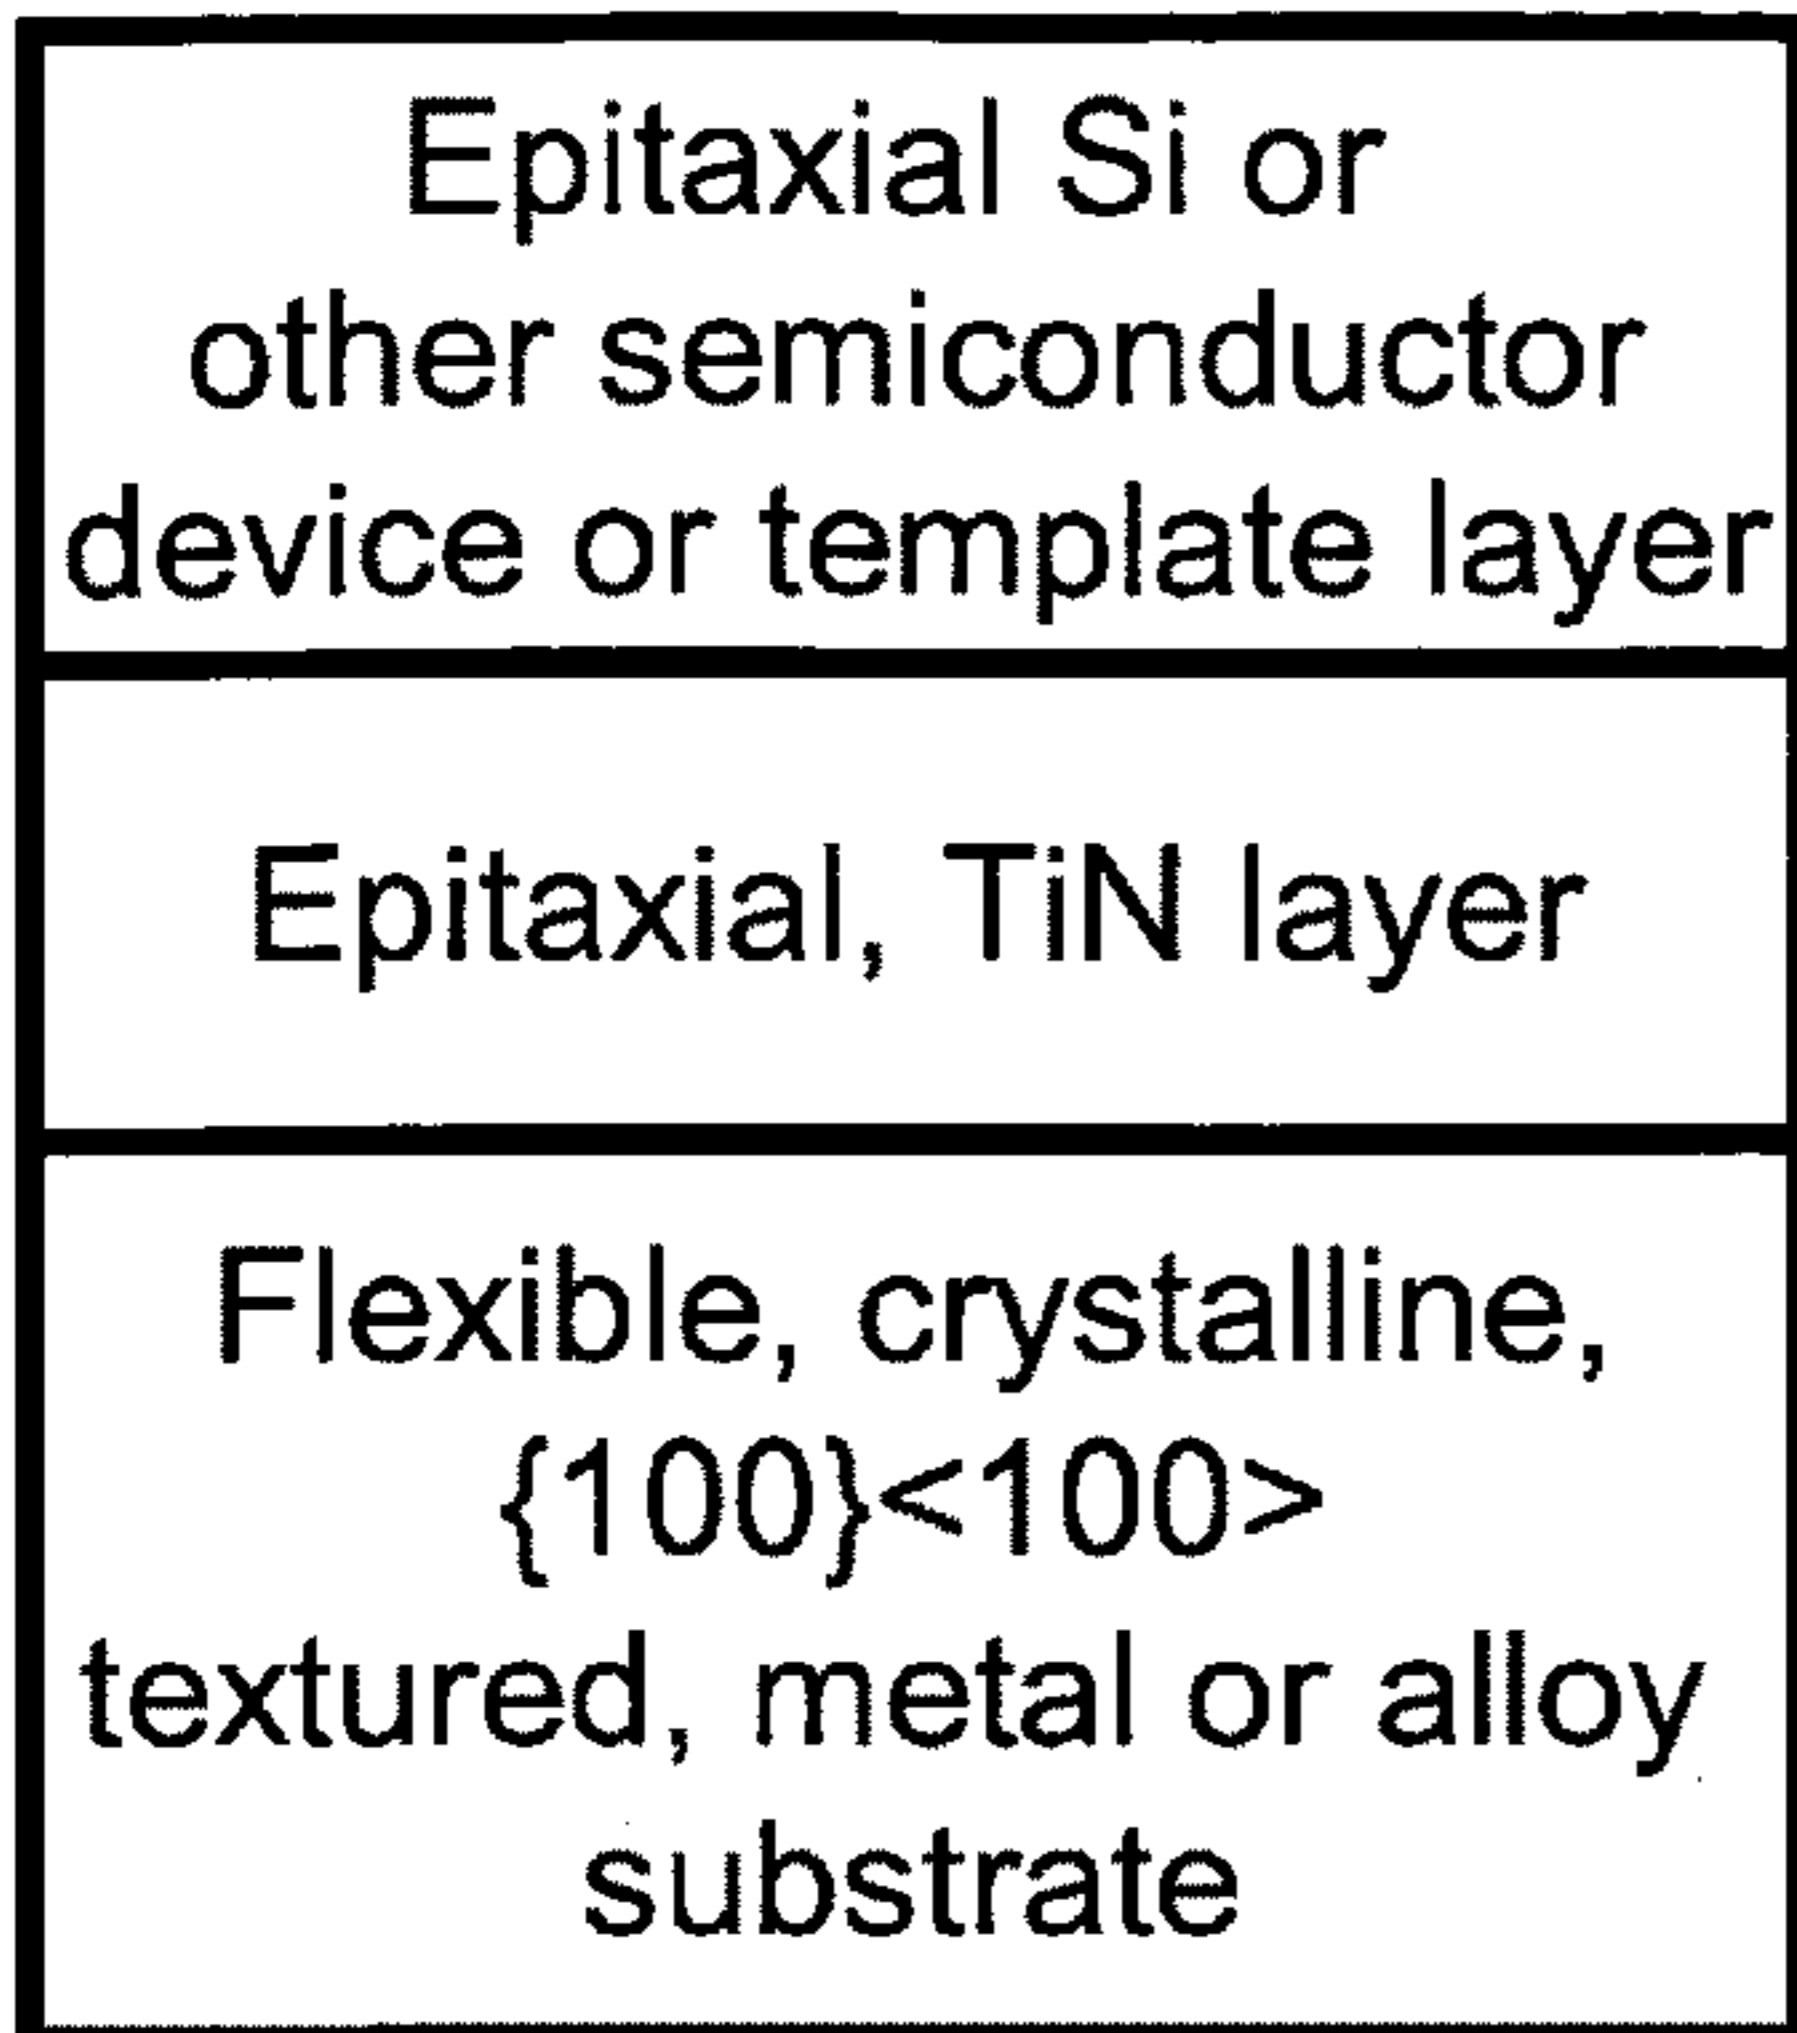 Epitaxial Si or
other semiconductor
device or template layer
Epitaxial, TiN layer
Flexible, crystalline,
{100}<100>
textured, metal or alloy
substrate